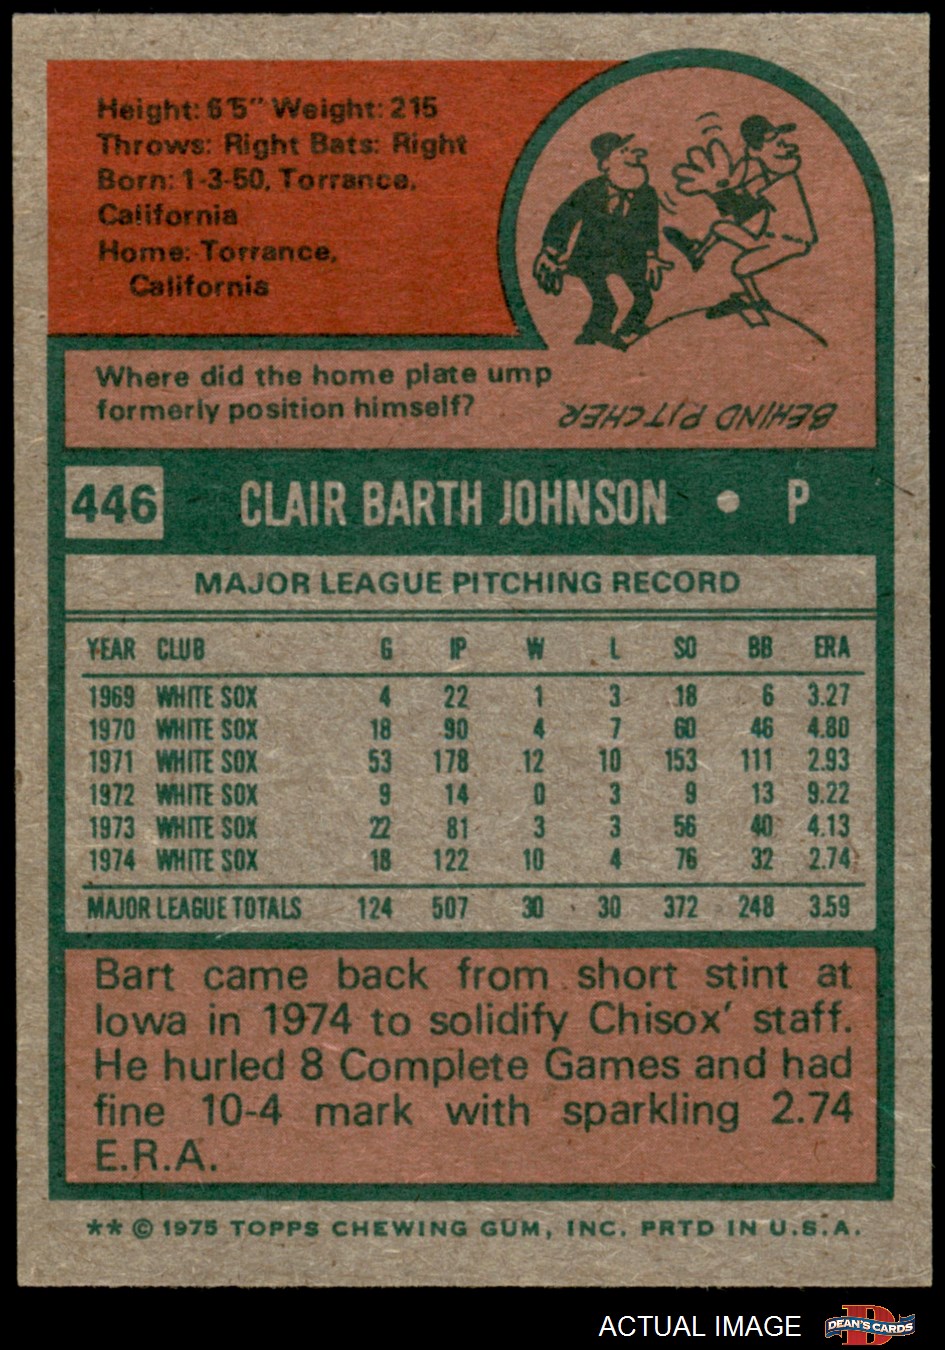 Height: 6'5" Weight: 215
Throws: Right Bats: Right
Born: 1-3-50, Torrance,
California
Home: Torrance,
California
Where did the home plate ump
formerly position himself?
BEHIND PITCHER
446 CLAIR BARTH JOHNSON • P
MAJOR LEAGUE PITCHING RECORD
YEAR CLUB G IP W L SO BB ERA
1969 WHITE SOX 4 22 1 3 18 6 3.27
1970 WHITE SOX 18 90 4 7 60 46 4.80
1971 WHITE SOX 53 178 12 10 153 111 2.93
1972 WHITE SOX 9 14 0 3 9 13 9.22
1973 WHITE SOX 22 81 3 3 56 40 4.13
1974 WHITE SOX 18 122 10 4 76 32 2.74
MAJOR LEAGUE TOTALS 124 507 30 30 372 248 3.59
Bart came back from short stint at
Iowa in 1974 to solidify Chisox' staff.
He hurled 8 Complete Games and had
fine 10-4 mark with sparkling 2.74
E.R.A.
** © 1975 TOPPS CHEWING GUM, INC. PRTD IN U.S.A.
ACTUAL IMAGE
D
DEAN'S CARDS